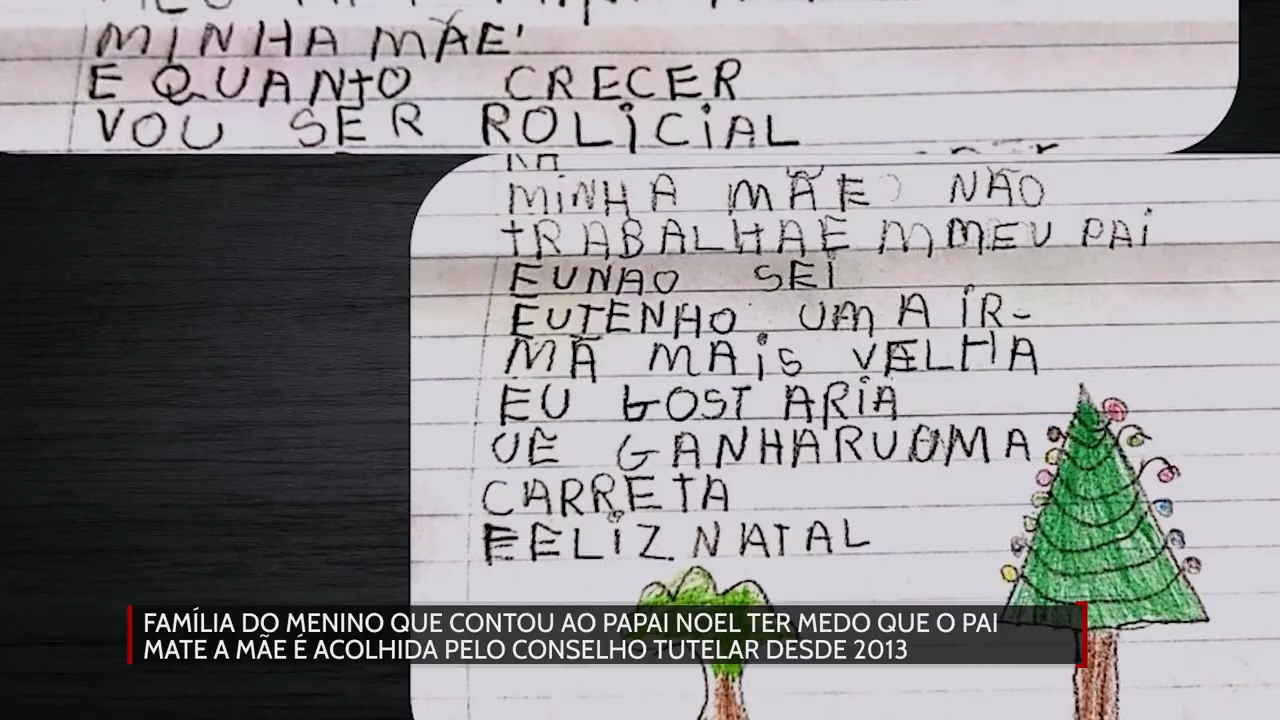 MINHA MÃE
E QUANTO CRECER
VOU SER ROLICIAL
MINHA MÃE NÃO
TRABALHA E M MEU PAI
EU NAO SEI
EU TENHO UMA IR-
MÃ MAIS VELHA
EU GOSTARIA
UE GANHAR UOMA
CARRETA
FELIZ NATAL
FAMÍLIA DO MENINO QUE CONTOU AO PAPAI NOEL TER MEDO QUE O PAI
MATE A MÃE É ACOLHIDA PELO CONSELHO TUTELAR DESDE 2013